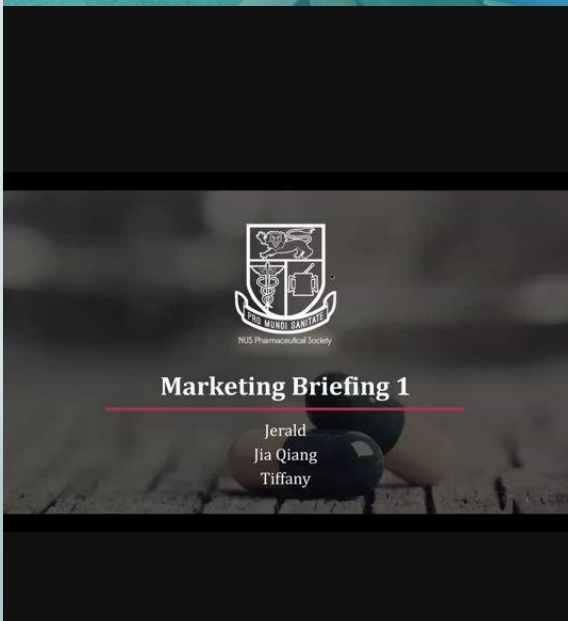 PRO MUNDI SANITATE
NUS Pharmaceutical Society
Marketing Briefing 1
Jerald
Jia Qiang
Tiffany